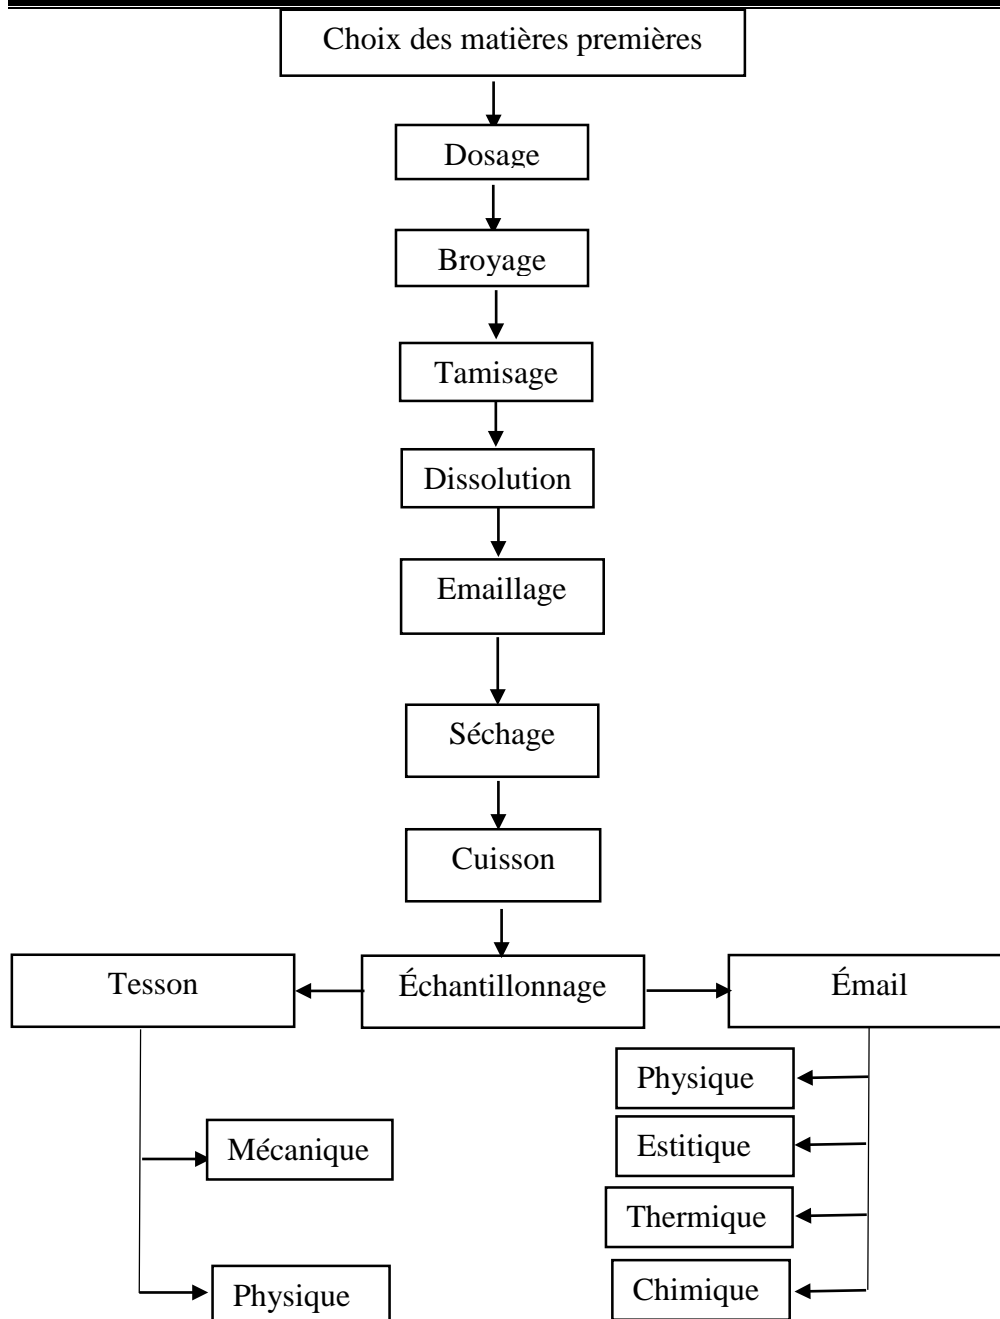 Choix des matières premières
Dosage
Broyage
Tamisage
Dissolution
Emaillage
Séchage
Cuisson
Tesson
Échantillonnage
Émail
Physique
Estitique
Mécanique
Thermique
Chimique
Physique